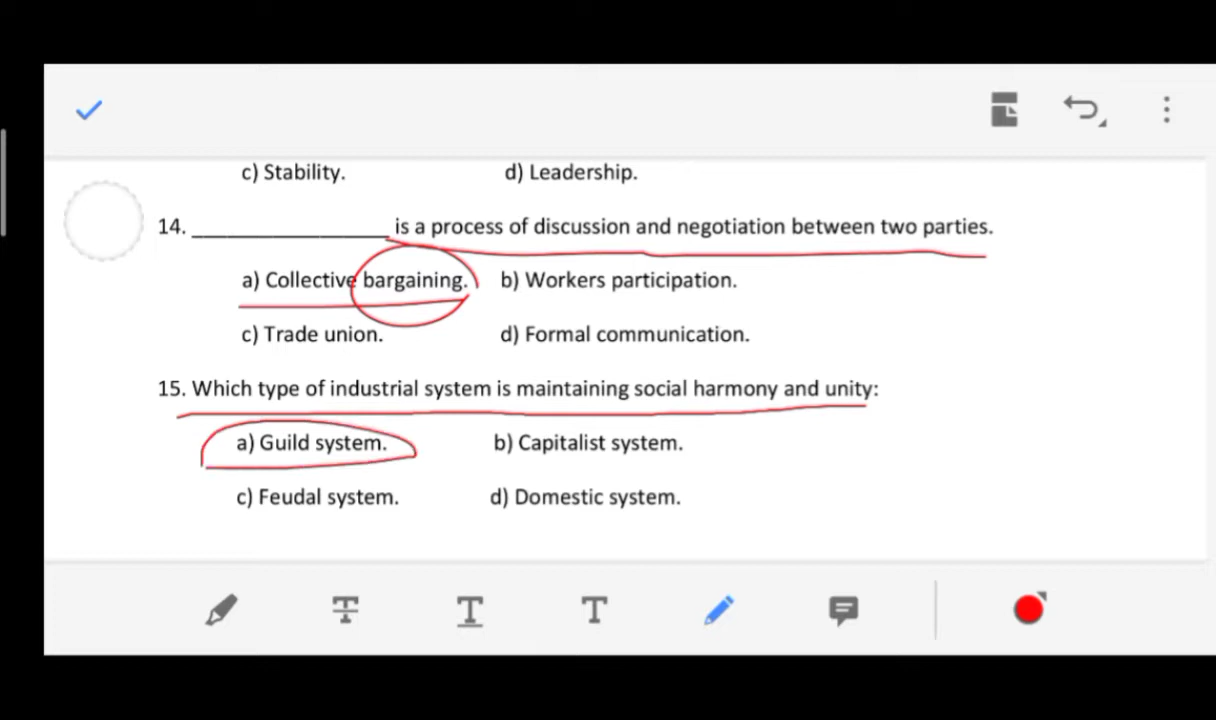 c) Stability. d) Leadership.
14. _________________ is a process of discussion and negotiation between two parties.
a) Collective bargaining. b) Workers participation.
c) Trade union. d) Formal communication.
15. Which type of industrial system is maintaining social harmony and unity:
a) Guild system. b) Capitalist system.
c) Feudal system. d) Domestic system.